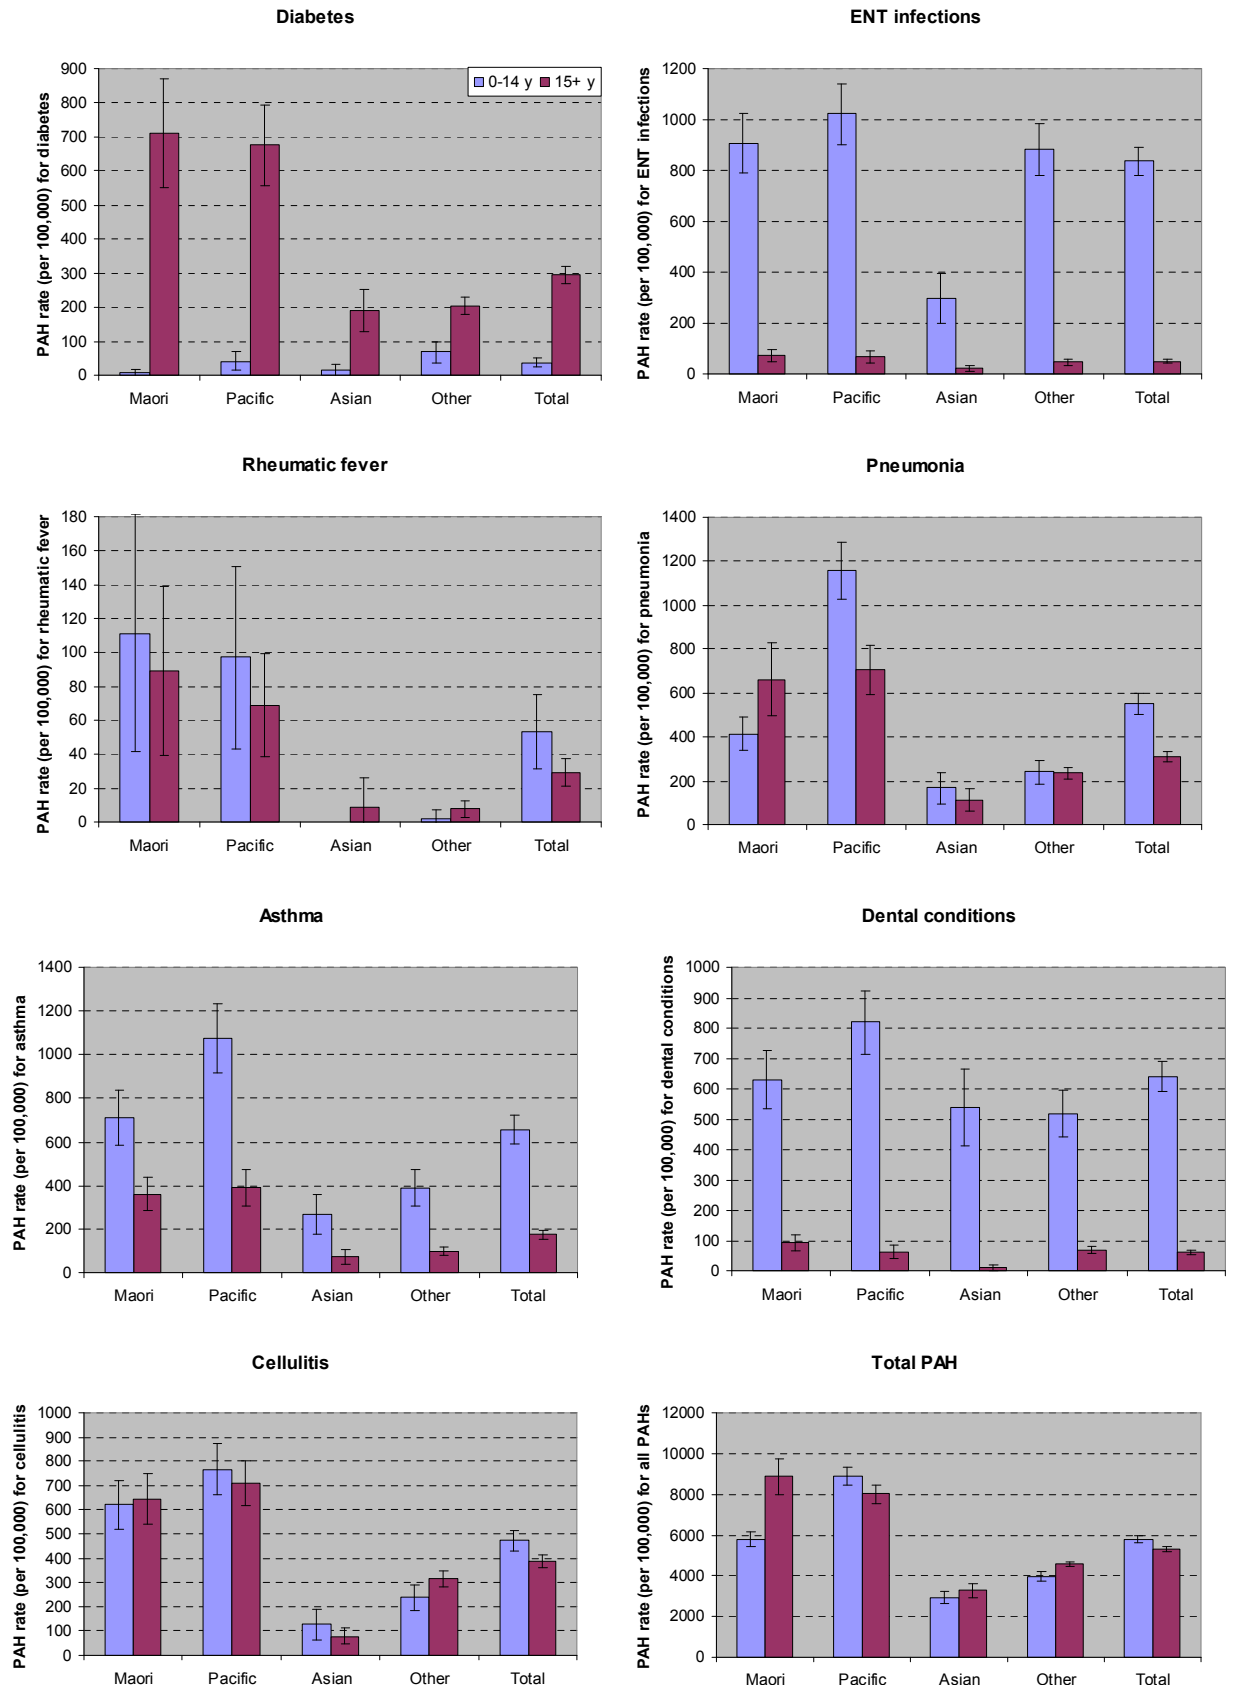 Diabetes
PAH rate (per 100,000) for diabetes
900
800
700
600
500
400
300
200
100
0
0-14 y 15+ y
Maori Pacific Asian Other Total
ENT infections
PAH rate (per 100,000) for ENT infections
1200
1000
800
600
400
200
0
Maori Pacific Asian Other Total
Rheumatic fever
PAH rate (per 100,000) for rheumatic fever
180
160
140
120
100
80
60
40
20
0
Maori Pacific Asian Other Total
Pneumonia
PAH rate (per 100,000) for pneumonia
1400
1200
1000
800
600
400
200
0
Maori Pacific Asian Other Total
Asthma
PAH rate (per 100,000) for asthma
1400
1200
1000
800
600
400
200
0
Maori Pacific Asian Other Total
Dental conditions
PAH rate (per 100,000) for dental conditions
1000
900
800
700
600
500
400
300
200
100
0
Maori Pacific Asian Other Total
Cellulitis
PAH rate (per 100,000) for cellulitis
1000
900
800
700
600
500
400
300
200
100
0
Maori Pacific Asian Other Total
Total PAH
PAH rate (per 100,000) for all PAHs
12000
10000
8000
6000
4000
2000
0
Maori Pacific Asian Other Total